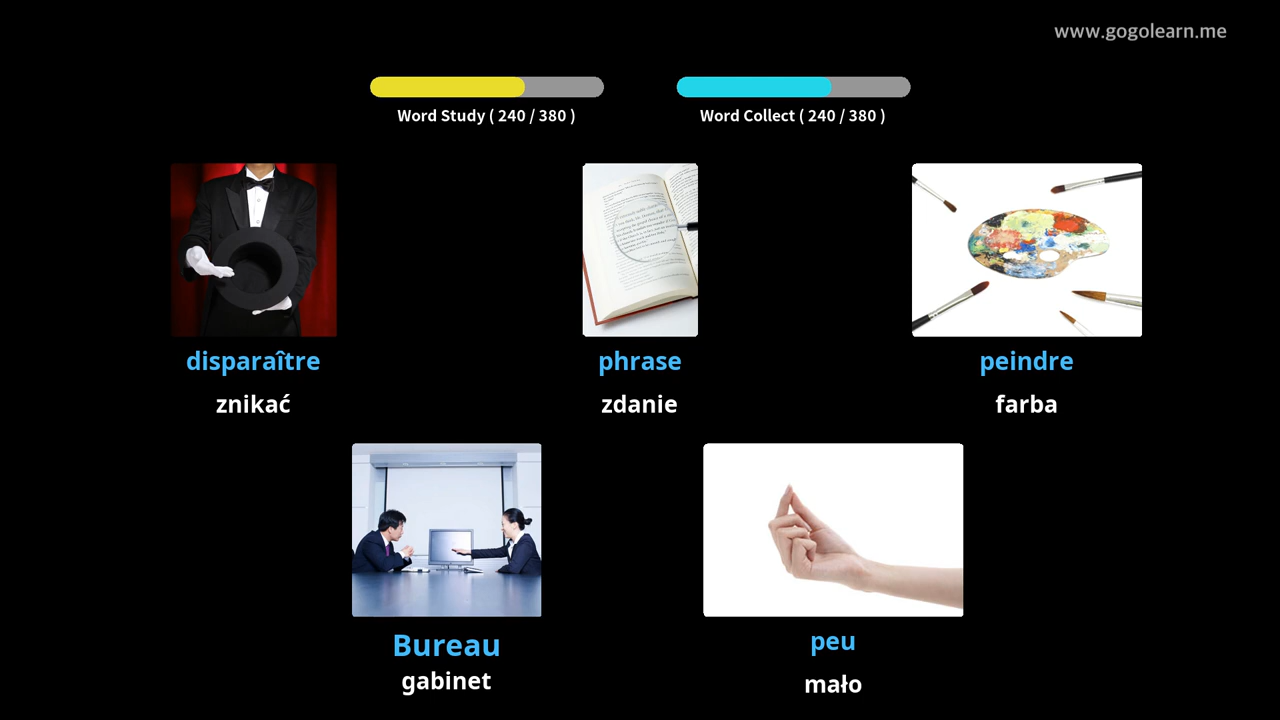 www.gogolearn.me
Word Study ( 240 / 380 )
Word Collect ( 240 / 380 )
disparaître
phrase
peindre
znikać
zdanie
farba
Bureau
peu
gabinet
mało